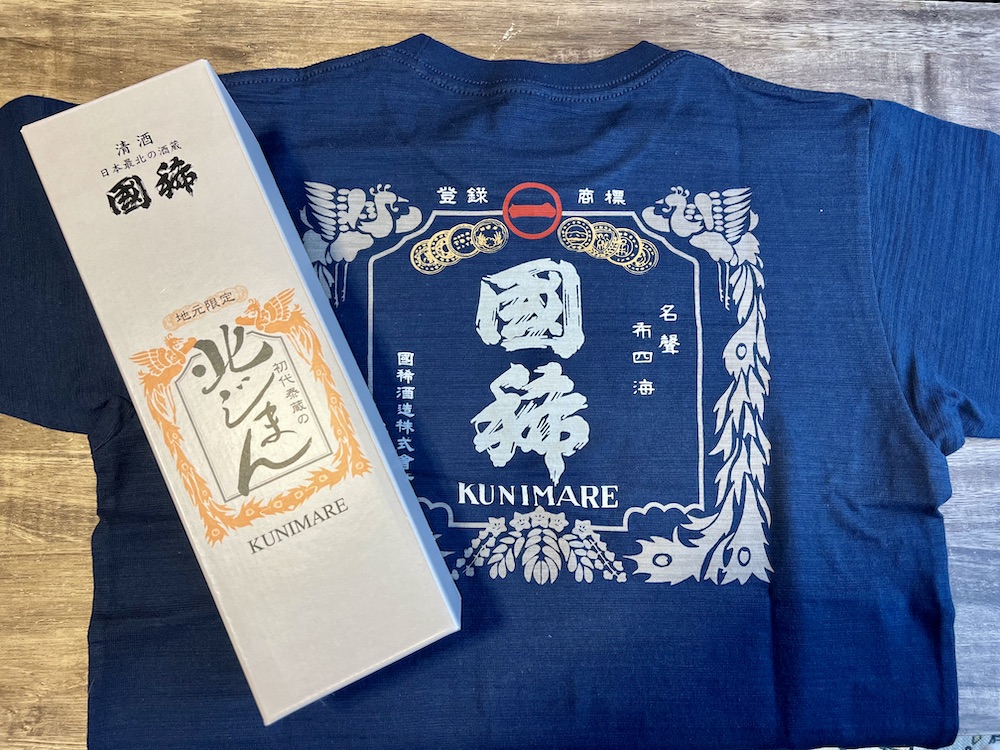 清酒
日本最北の酒蔵
國稀
地元限定
初代泰蔵の
北じまん
KUNIMARE
登録
商標
一
國稀
名聲
布四海
國稀酒造株式會
KUNIMARE